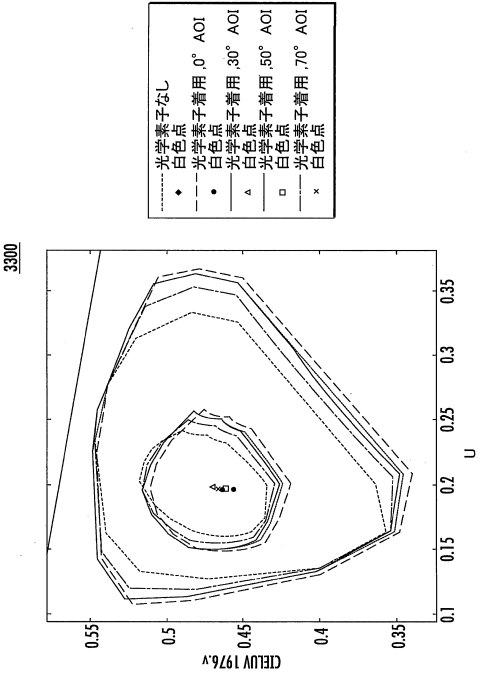 3300
光学素子なし
白色点
光学素子着用 ,0° AOI
白色点
光学素子着用 ,30° AOI
白色点
光学素子着用 ,50° AOI
白色点
光学素子着用 ,70° AOI
白色点
CIELUV 1976.v
0.55
0.5
0.45
0.4
0.35
0.1
0.15
0.2
0.25
0.3
0.35
U